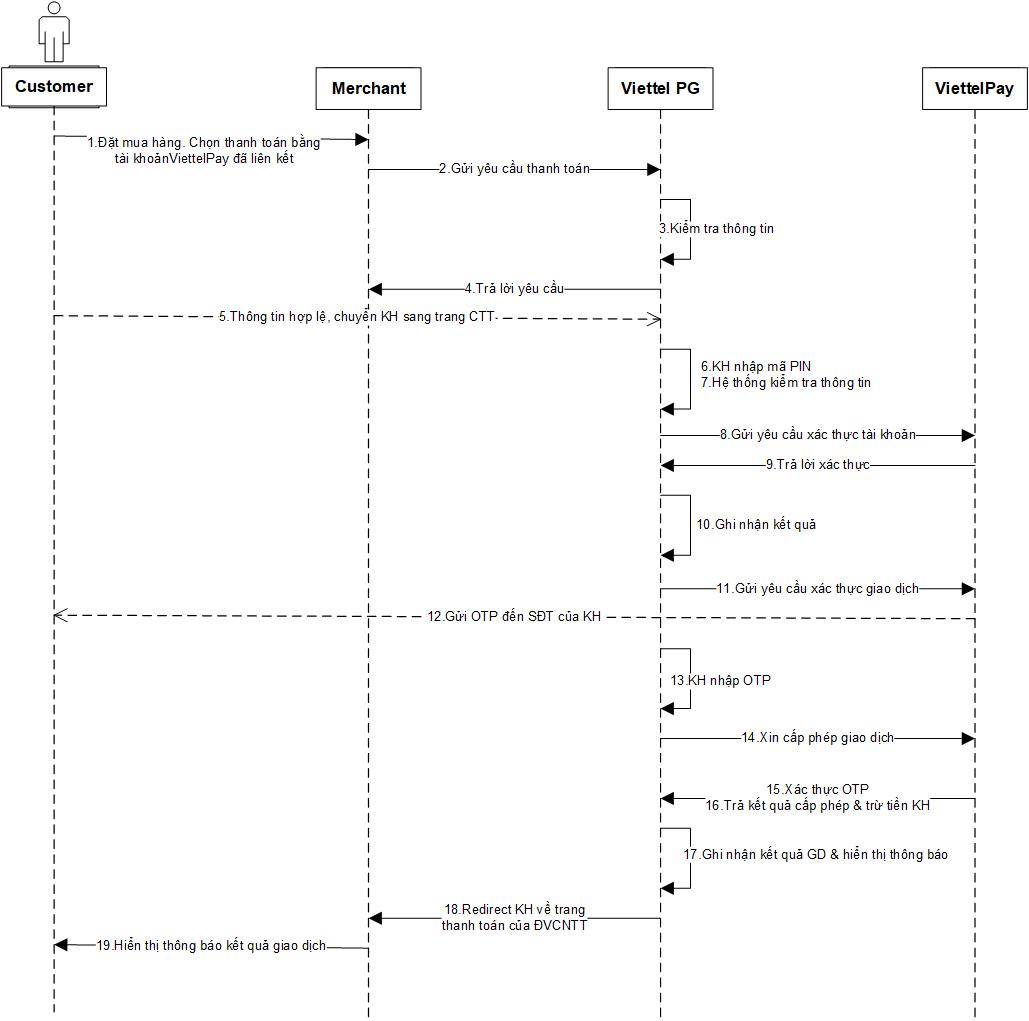 Customer
Merchant
Viettel PG
ViettelPay
1.Đặt mua hàng. Chọn thanh toán bằng
tài khoảnViettelPay đã liên kết
2.Gửi yêu cầu thanh toán
3.Kiểm tra thông tin
4.Trả lời yêu cầu
5.Thông tin hợp lệ, chuyển KH sang trang CTT
6.KH nhập mã PIN
7.Hệ thống kiểm tra thông tin
8.Gửi yêu cầu xác thực tài khoản
9.Trả lời xác thực
10.Ghi nhận kết quả
11.Gửi yêu cầu xác thực giao dịch
12.Gửi OTP đến SĐT của KH
13.KH nhập OTP
14.Xin cấp phép giao dịch
15.Xác thực OTP
16.Trả kết quả cấp phép & trừ tiền KH
17.Ghi nhận kết quả GD & hiển thị thông báo
18.Redirect KH về trang
thanh toán của ĐVCNTT
19.Hiển thị thông báo kết quả giao dịch